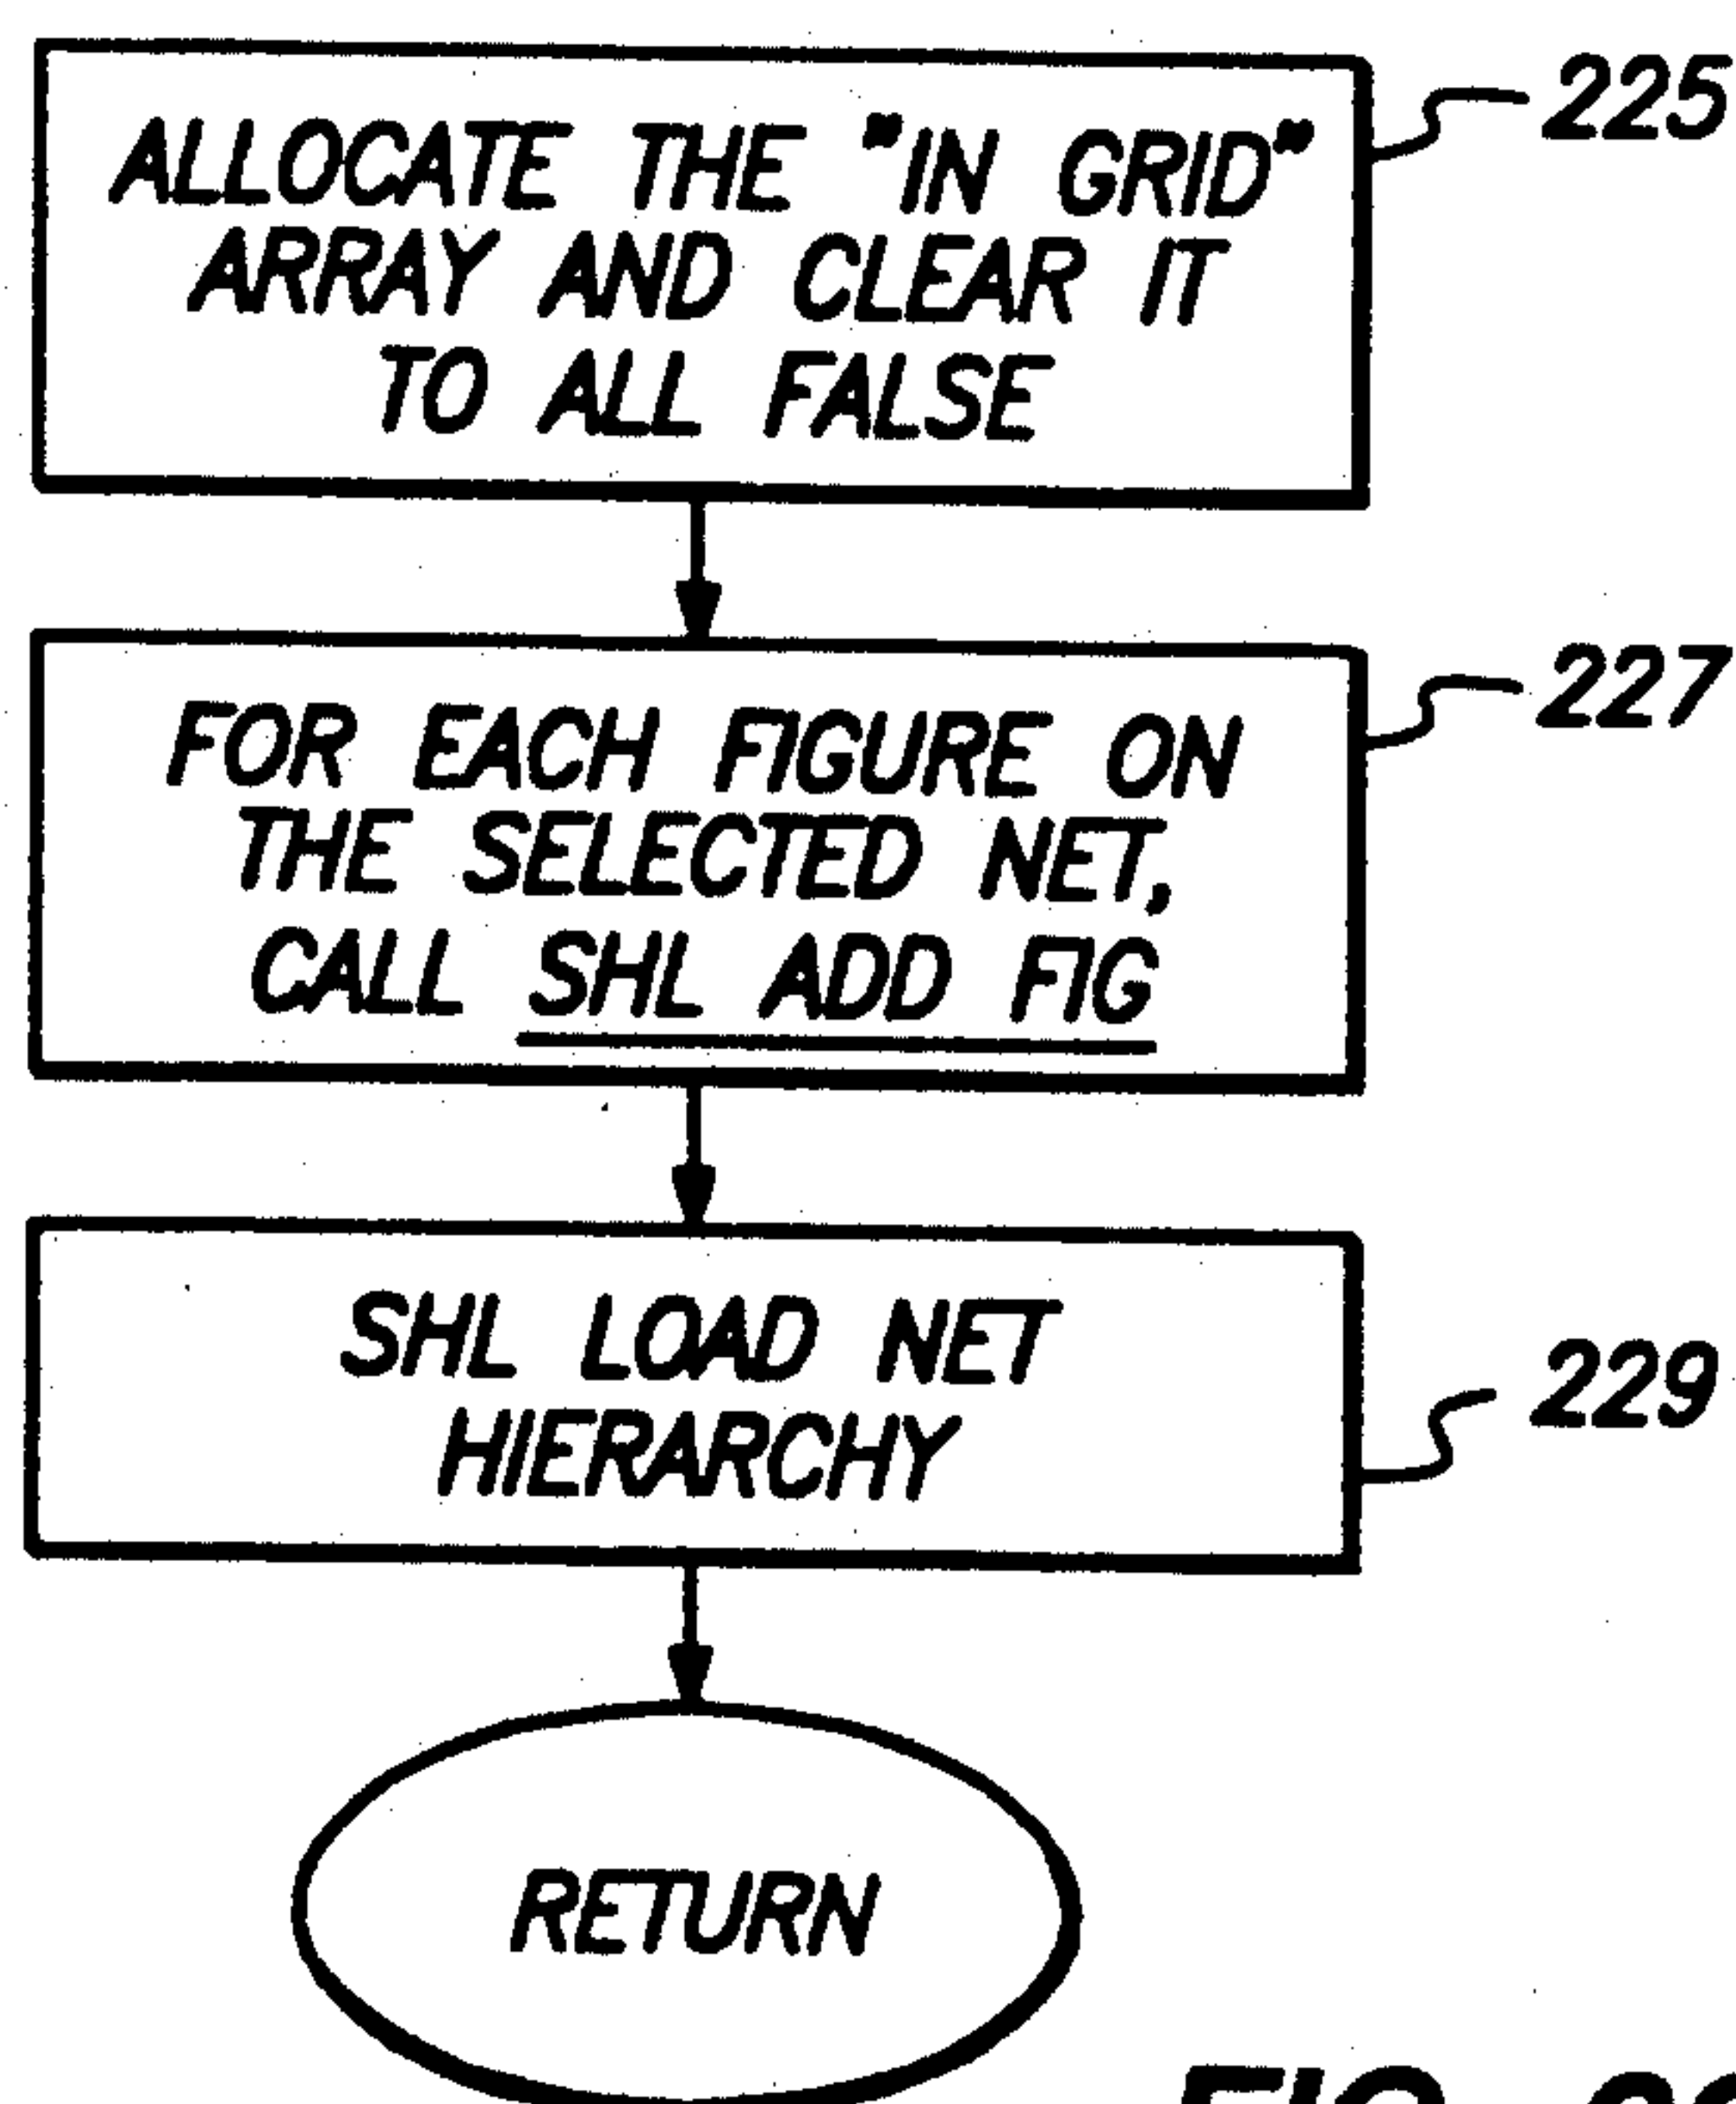 ALLOCATE THE "IN GRID"
ARRAY AND CLEAR IT
TO ALL FALSE
225
FOR EACH FIGURE ON
THE SELECTED NET,
CALL SHL ADD FIG
227
SHL LOAD NET
HIERARCHY
229
RETURN